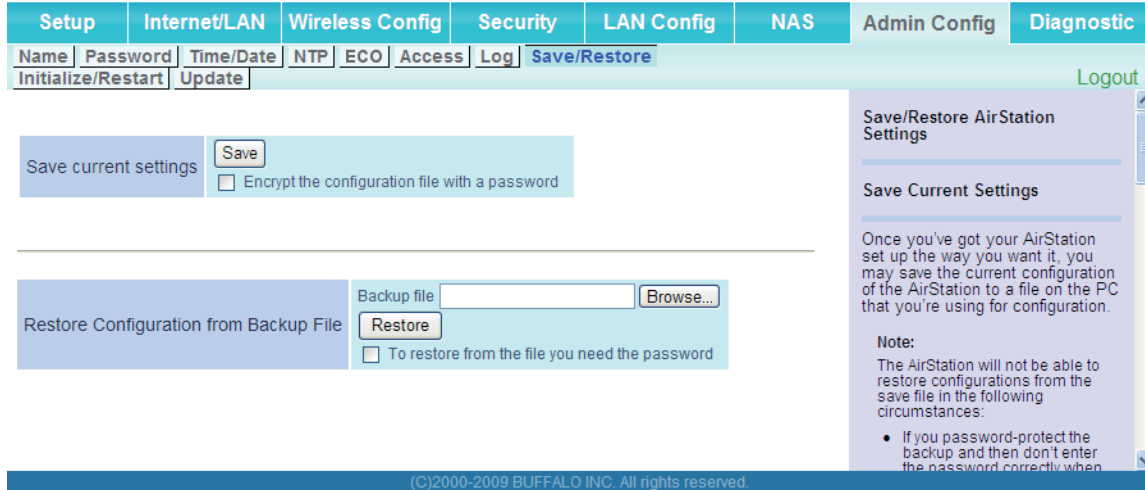 Setup Internet/LAN Wireless Config Security LAN Config NAS Admin Config Diagnostic
Name Password Time/Date NTP ECO Access Log Save/Restore
Initialize/Restart Update
Logout
Save current settings
Save
Encrypt the configuration file with a password
Restore Configuration from Backup File
Backup file Browse...
Restore
To restore from the file you need the password
Save/Restore AirStation
Settings
Save Current Settings
Once you've got your AirStation
set up the way you want it, you
may save the current configuration
of the AirStation to a file on the PC
that you're using for configuration.
Note:
The AirStation will not be able to
restore configurations from the
save file in the following
circumstances:
• If you password-protect the
backup and then don't enter
the password correctly when
(C)2000-2009 BUFFALO INC. All rights reserved.